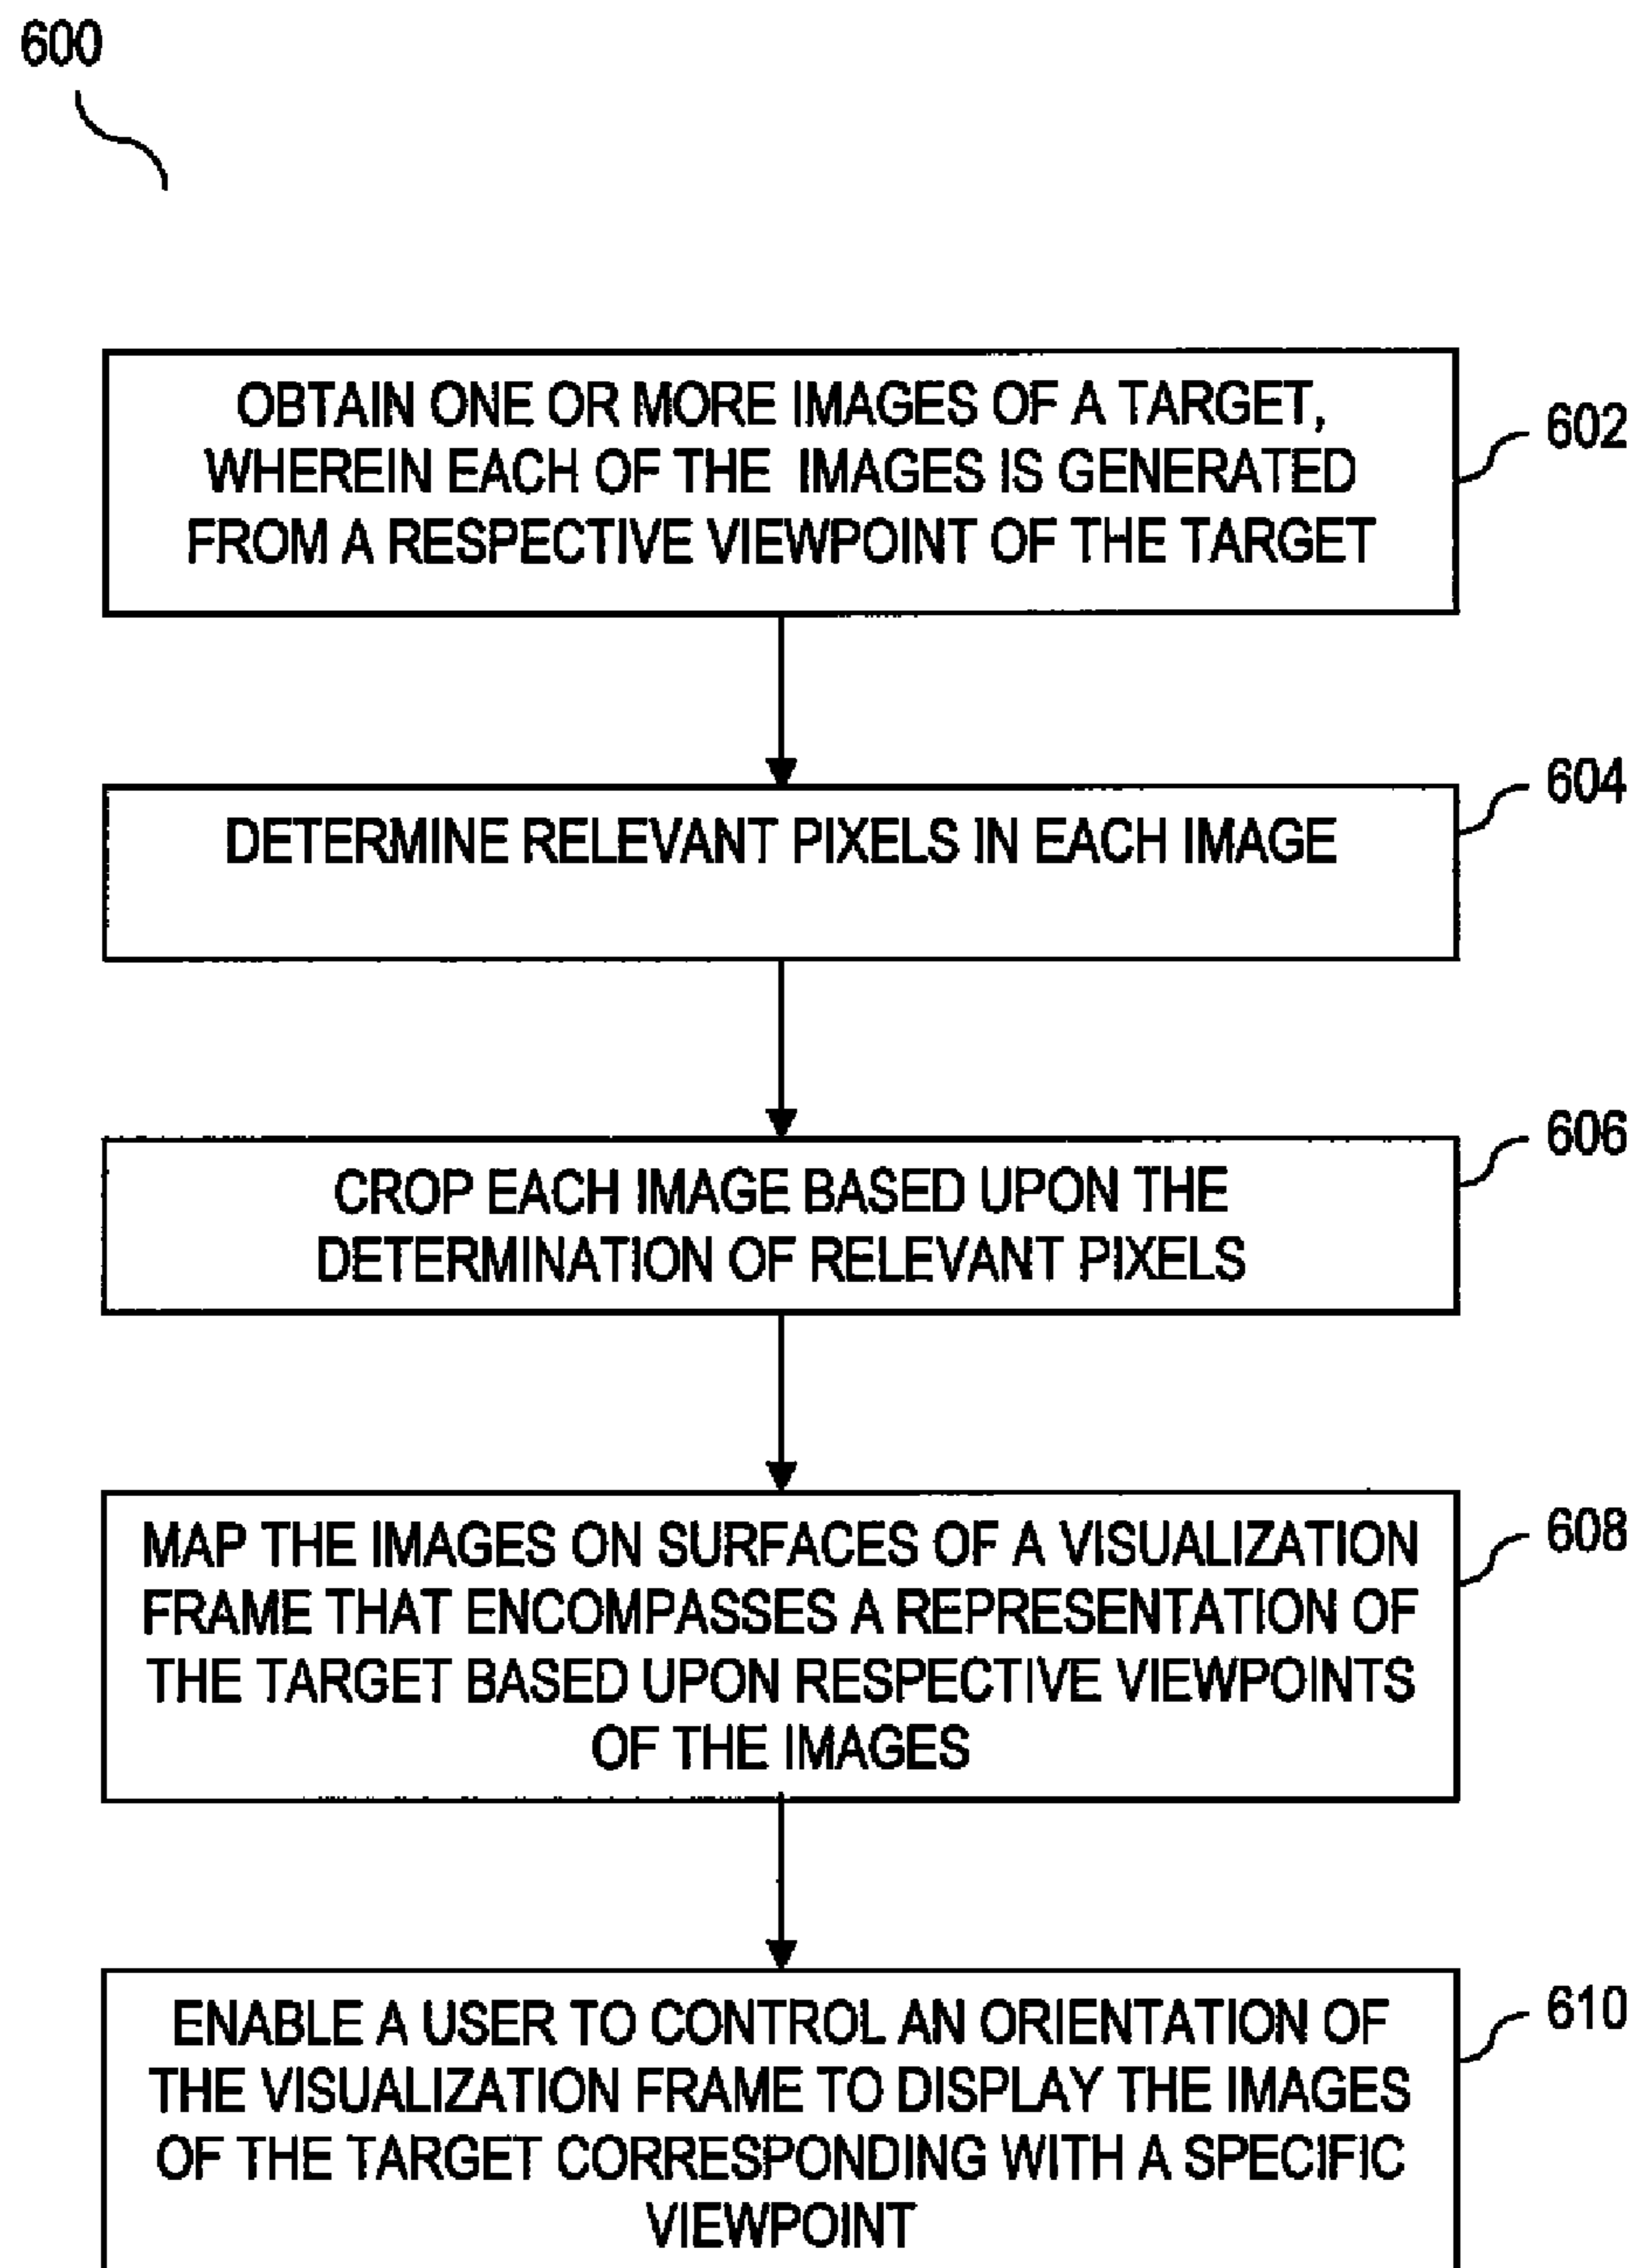 600
OBTAIN ONE OR MORE IMAGES OF A TARGET,
WHEREIN EACH OF THE IMAGES IS GENERATED
FROM A RESPECTIVE VIEWPOINT OF THE TARGET
602
604
DETERMINE RELEVANT PIXELS IN EACH IMAGE
606
CROP EACH IMAGE BASED UPON THE
DETERMINATION OF RELEVANT PIXELS
608
MAP THE IMAGES ON SURFACES OF A VISUALIZATION
FRAME THAT ENCOMPASSES A REPRESENTATION OF
THE TARGET BASED UPON RESPECTIVE VIEWPOINTS
OF THE IMAGES
610
ENABLE A USER TO CONTROL AN ORIENTATION OF
THE VISUALIZATION FRAME TO DISPLAY THE IMAGES
OF THE TARGET CORRESPONDING WITH A SPECIFIC
VIEWPOINT